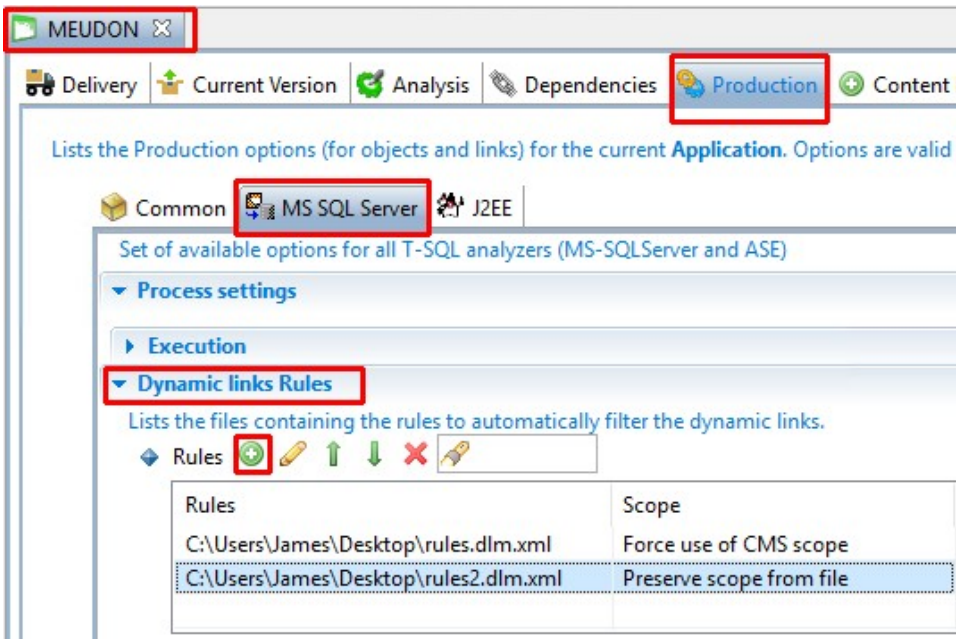 MEUDON
Delivery Current Version Analysis Dependencies Production Content
Lists the Production options (for objects and links) for the current Application. Options are valid
Common MS SQL Server J2EE
Set of available options for all T-SQL analyzers (MS-SQLServer and ASE)
Process settings
Execution
Dynamic links Rules
Lists the files containing the rules to automatically filter the dynamic links.
Rules
Rules Scope
C:\Users\James\Desktop\rules.dlm.xml Force use of CMS scope
C:\Users\James\Desktop\rules2.dlm.xml Preserve scope from file